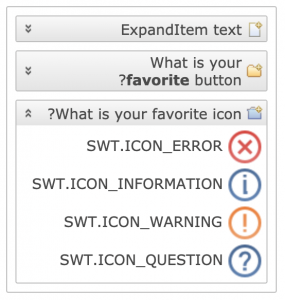 ExpandItem text
What is your
?favorite button
?What is your favorite icon
SWT.ICON_ERROR
SWT.ICON_INFORMATION
SWT.ICON_WARNING
SWT.ICON_QUESTION